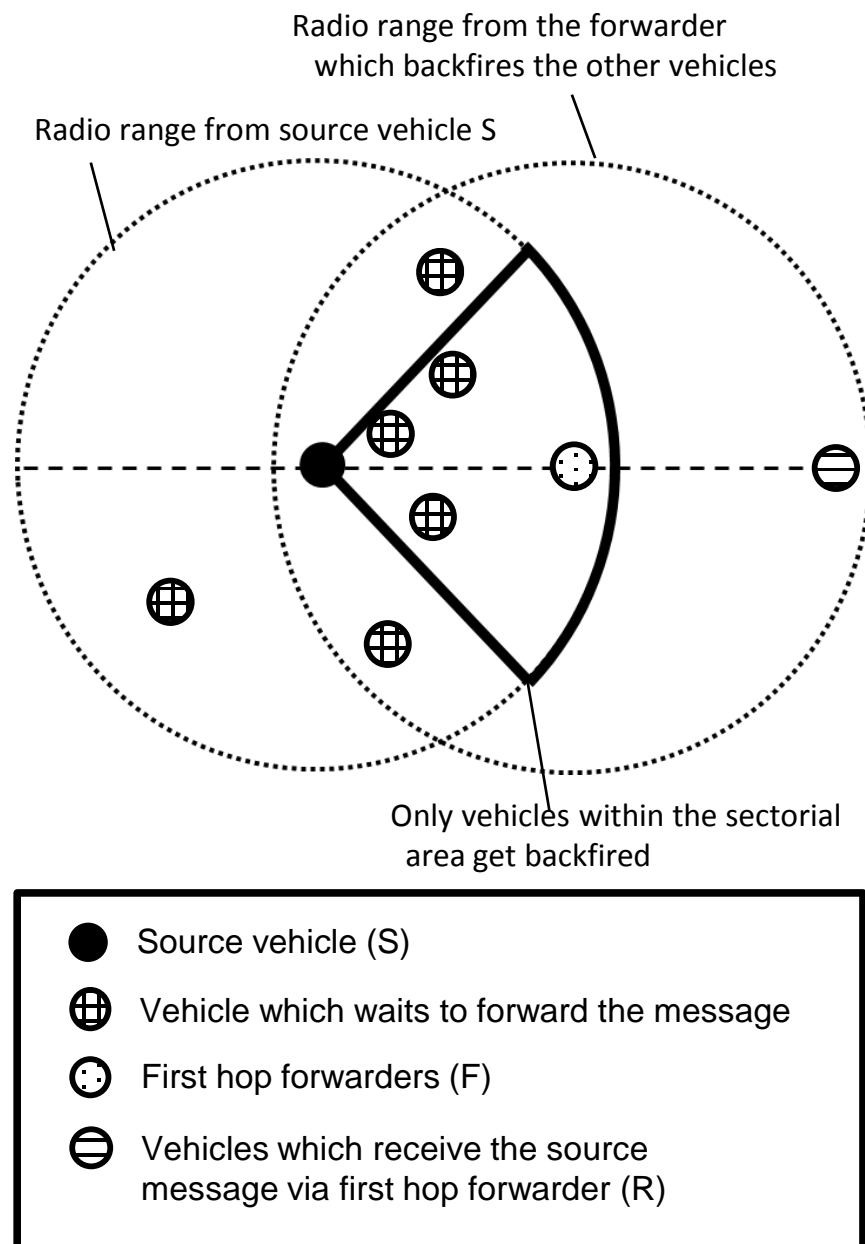 Radio range from the forwarder
which backfires the other vehicles
Radio range from source vehicle S
Only vehicles within the sectorial
area get backfired
Source vehicle (S)
Vehicle which waits to forward the message
First hop forwarders (F)
Vehicles which receive the source
message via first hop forwarder (R)